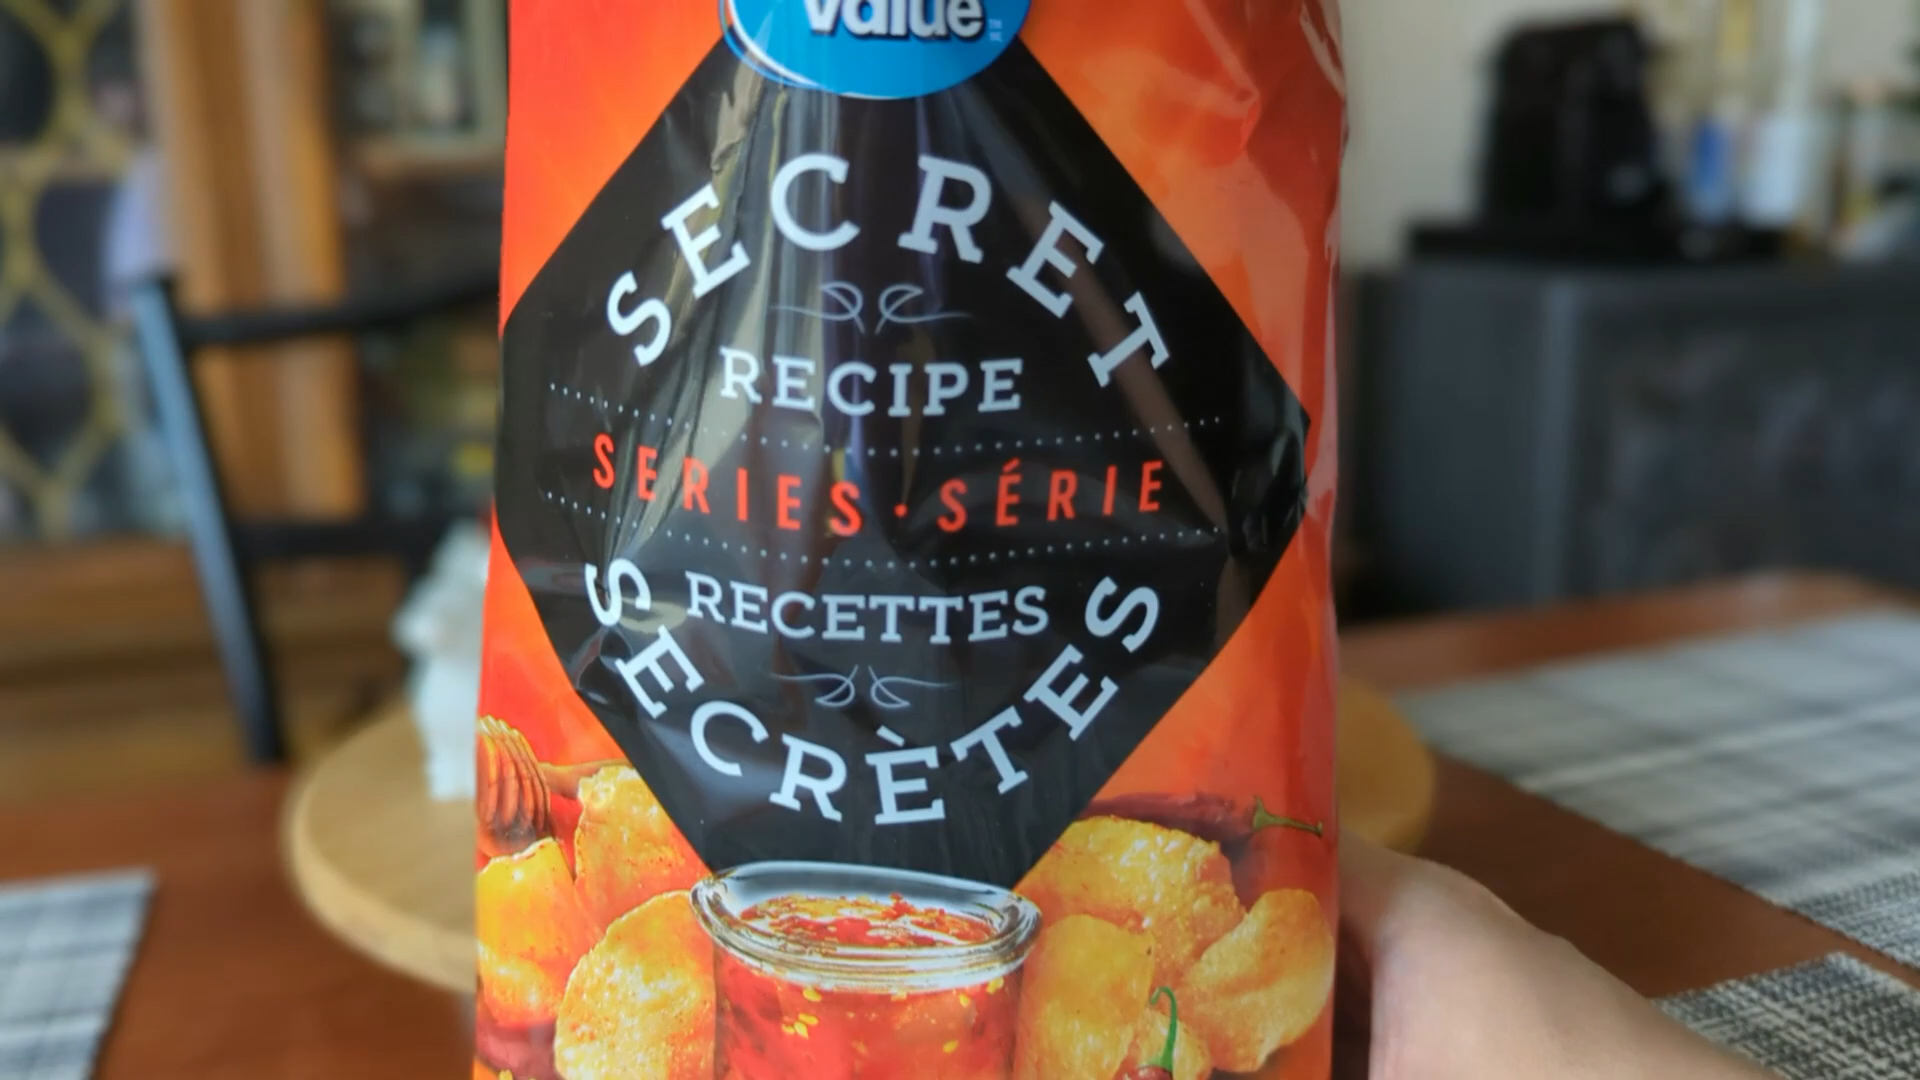 Value
SECRET
RECIPE
SERIES · SÉRIE
RECETTES
SECRÈTES